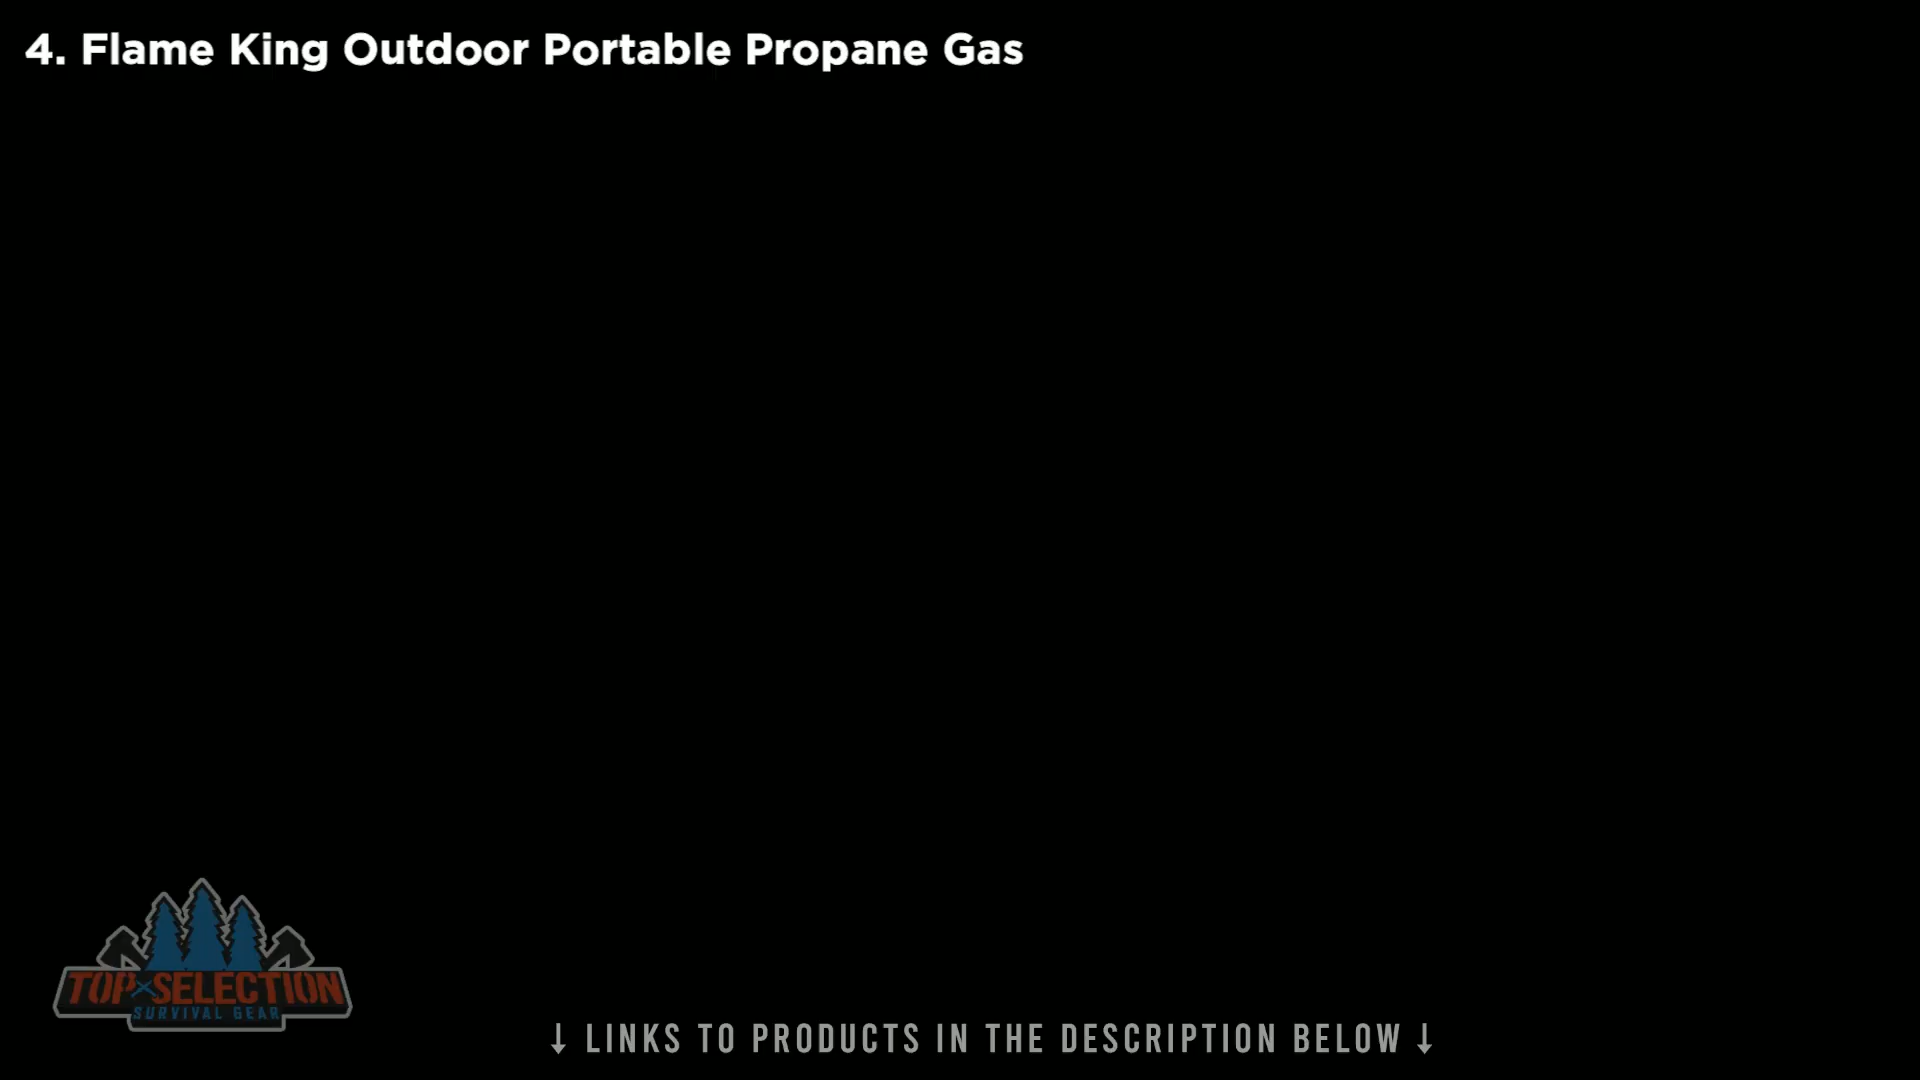 4. Flame King Outdoor Portable Propane Gas
TOP SELECTION
SURVIVAL GEAR
↓ LINKS TO PRODUCTS IN THE DESCRIPTION BELOW ↓